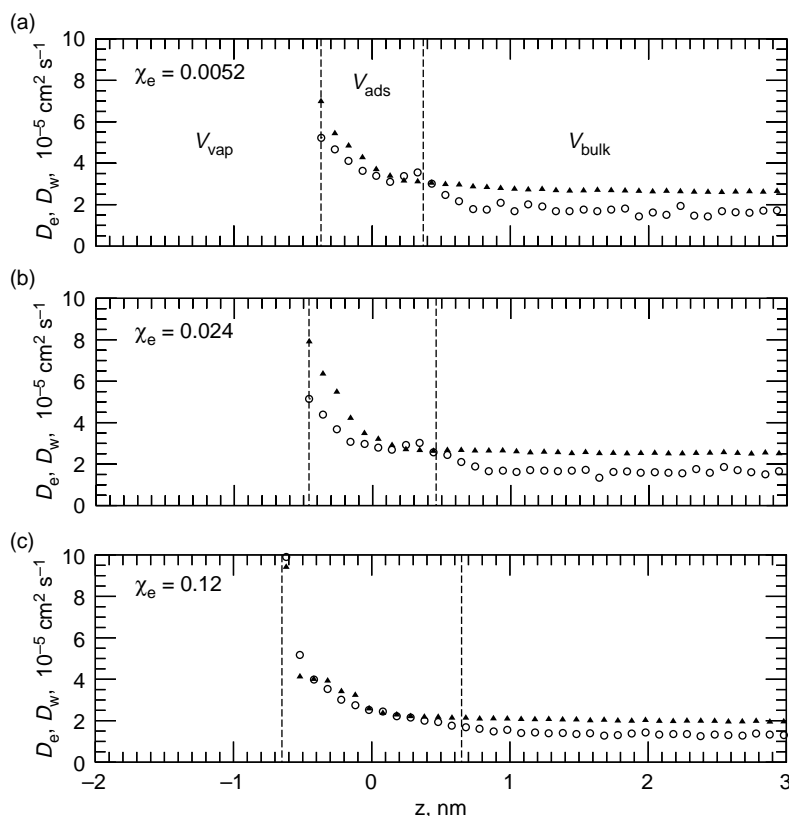 (a)
10
8
6
4
2
0
χe = 0.0052
Vvap
Vads
Vbulk
De, Dw, 10–5 cm2 s–1
(b)
10
8
6
4
2
0
χe = 0.024
De, Dw, 10–5 cm2 s–1
(c)
10
8
6
4
2
0
χe = 0.12
De, Dw, 10–5 cm2 s–1
–2 –1 0 1 2 3
z, nm